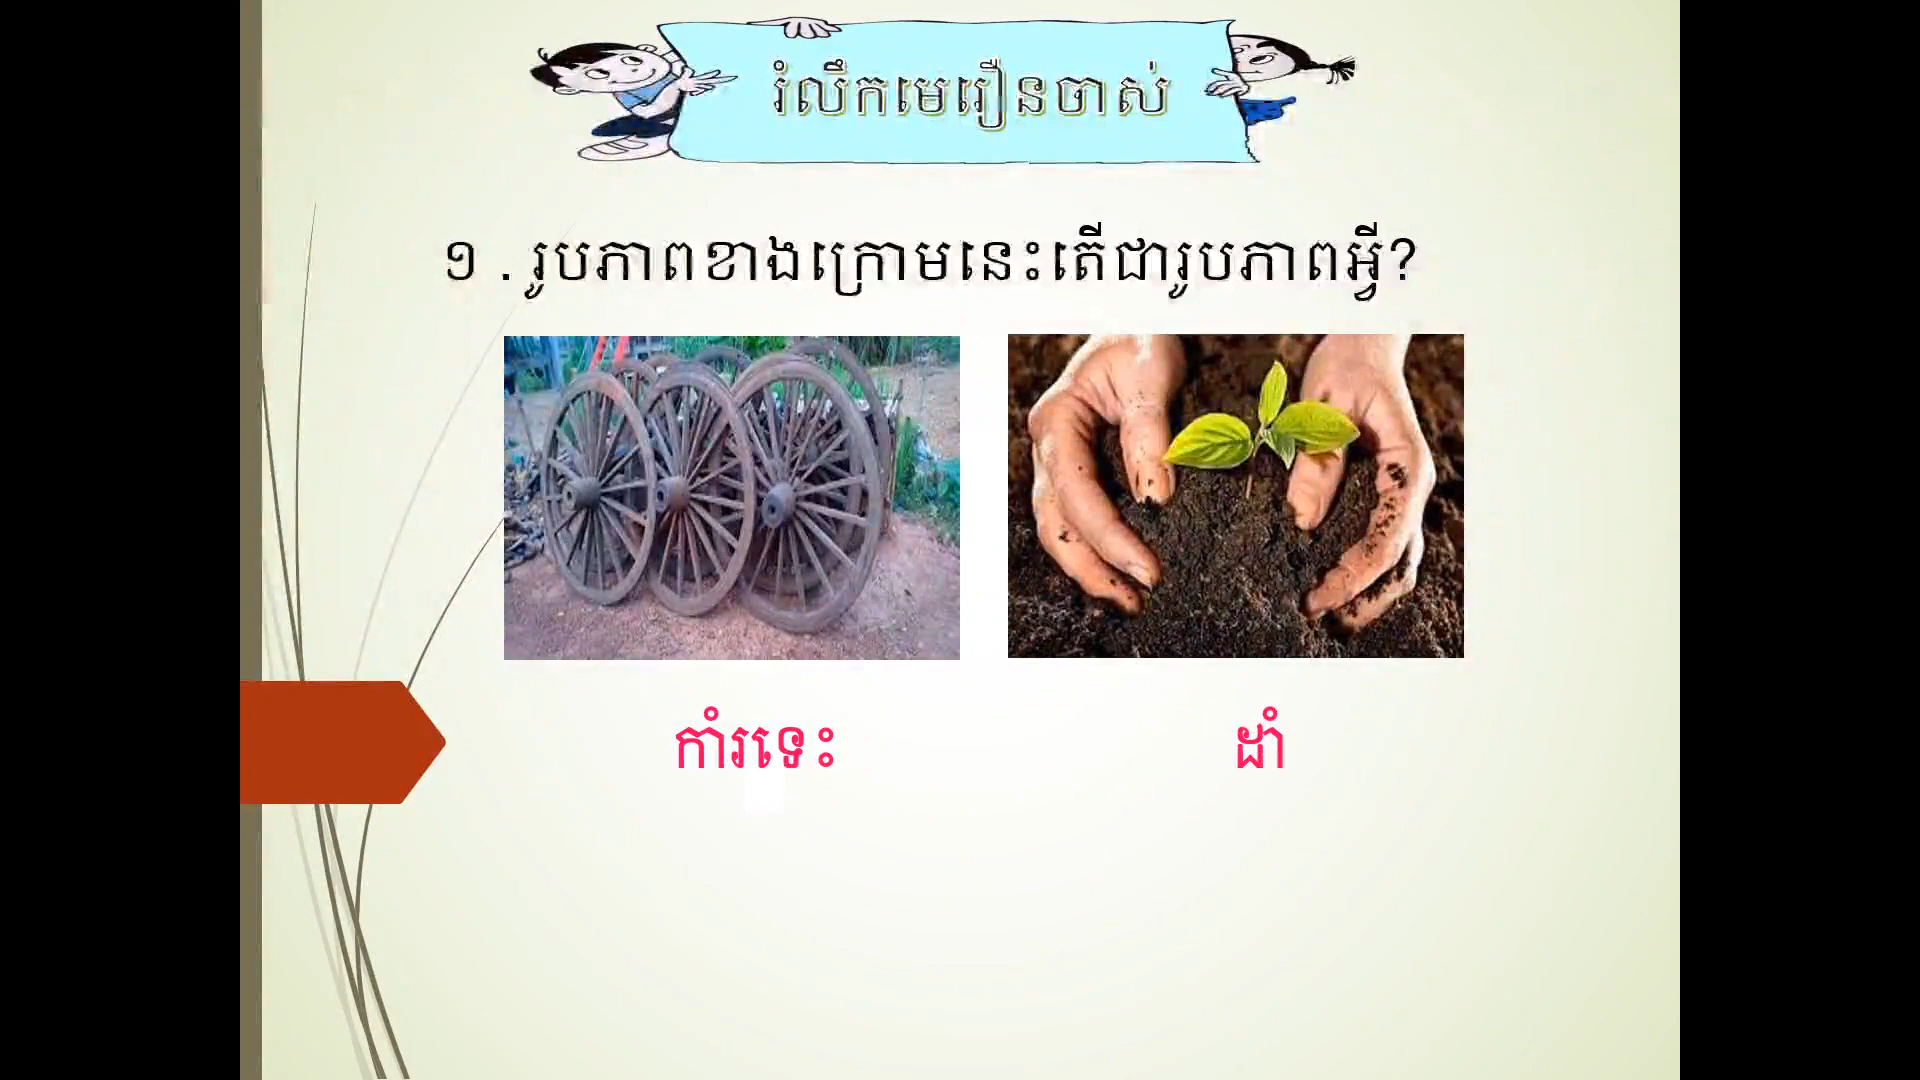 រំលឹកមេរឿនចាស់
១ . រូបភាពខាងក្រោមនេះតើជារូបភាពអ្វី?
កាំរទេះ
ដាំ